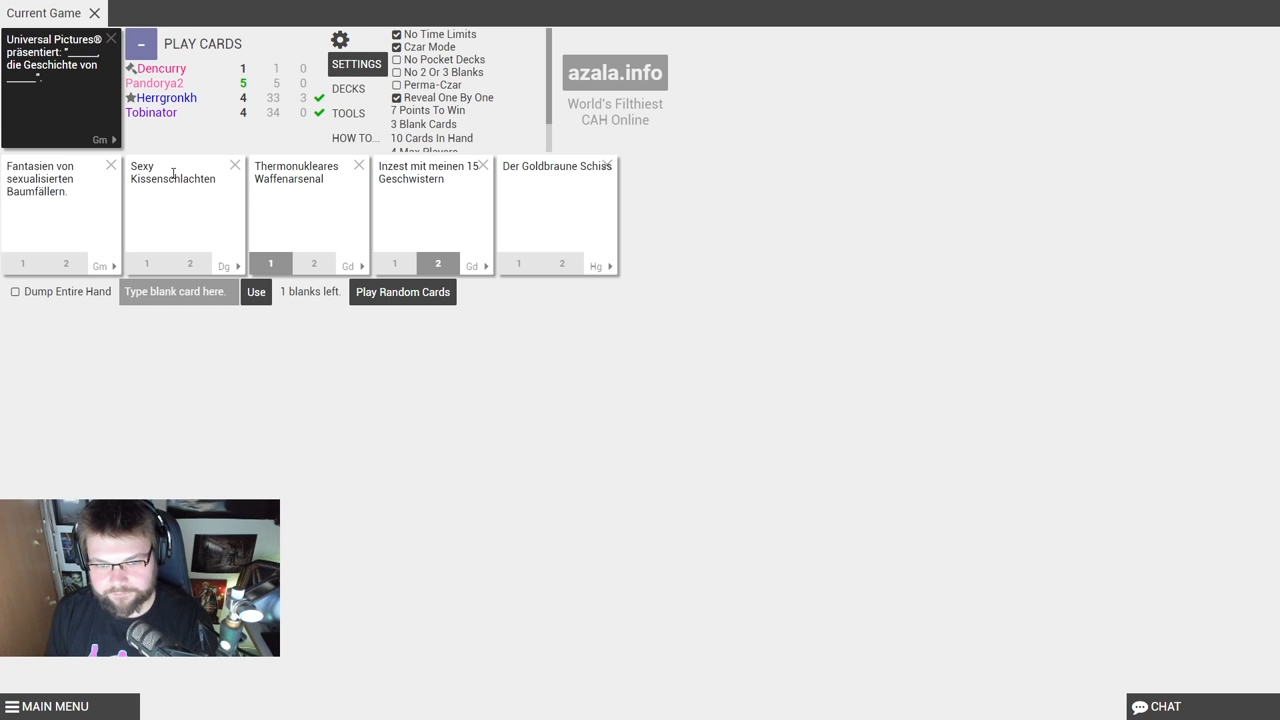 Current Game
Universal Pictures®
präsentiert: "______,
die Geschichte von
______".
Gm
–
PLAY CARDS
Dencurry 1 1 0
Pandorya2 5 5 0
Herrgronkh 4 33 3
Tobinator 4 34 0
SETTINGS
DECKS
TOOLS
HOW TO...
No Time Limits
Czar Mode
No Pocket Decks
No 2 Or 3 Blanks
Perma-Czar
Reveal One By One
7 Points To Win
3 Blank Cards
10 Cards In Hand
4 Max Players
azala.info
World's Filthiest
CAH Online
Fantasien von
sexualisierten
Baumfällern.
1 2 Gm
Sexy
Kissenschlachten
1 2 Dg
Thermonukleares
Waffenarsenal
1 2 Gd
Inzest mit meinen 15
Geschwistern
1 2 Gd
Der Goldbraune Schiss
1 2 Hg
Dump Entire Hand
Type blank card here.
Use
1 blanks left.
Play Random Cards
MAIN MENU
CHAT